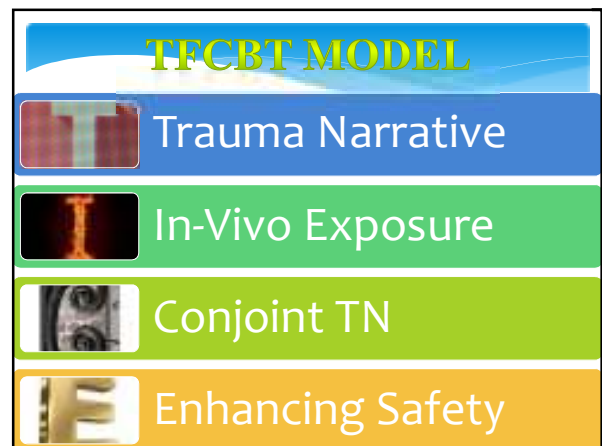 TFCBT MODEL
T Trauma Narrative
I In-Vivo Exposure
C Conjoint TN
E Enhancing Safety